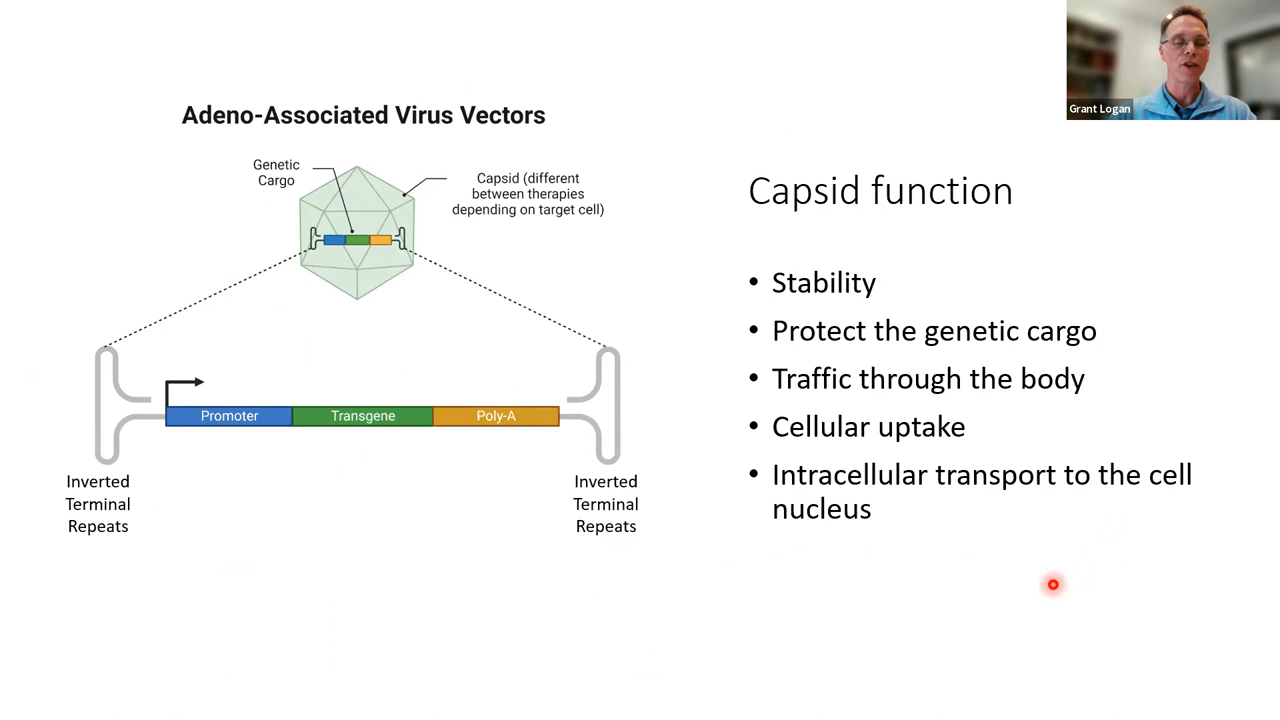 Adeno-Associated Virus Vectors
Genetic
Cargo
Capsid (different
between therapies
depending on target cell)
Promoter
Transgene
Poly-A
Inverted
Terminal
Repeats
Inverted
Terminal
Repeats
Capsid function
• Stability
• Protect the genetic cargo
• Traffic through the body
• Cellular uptake
• Intracellular transport to the cell
nucleus
Grant Logan